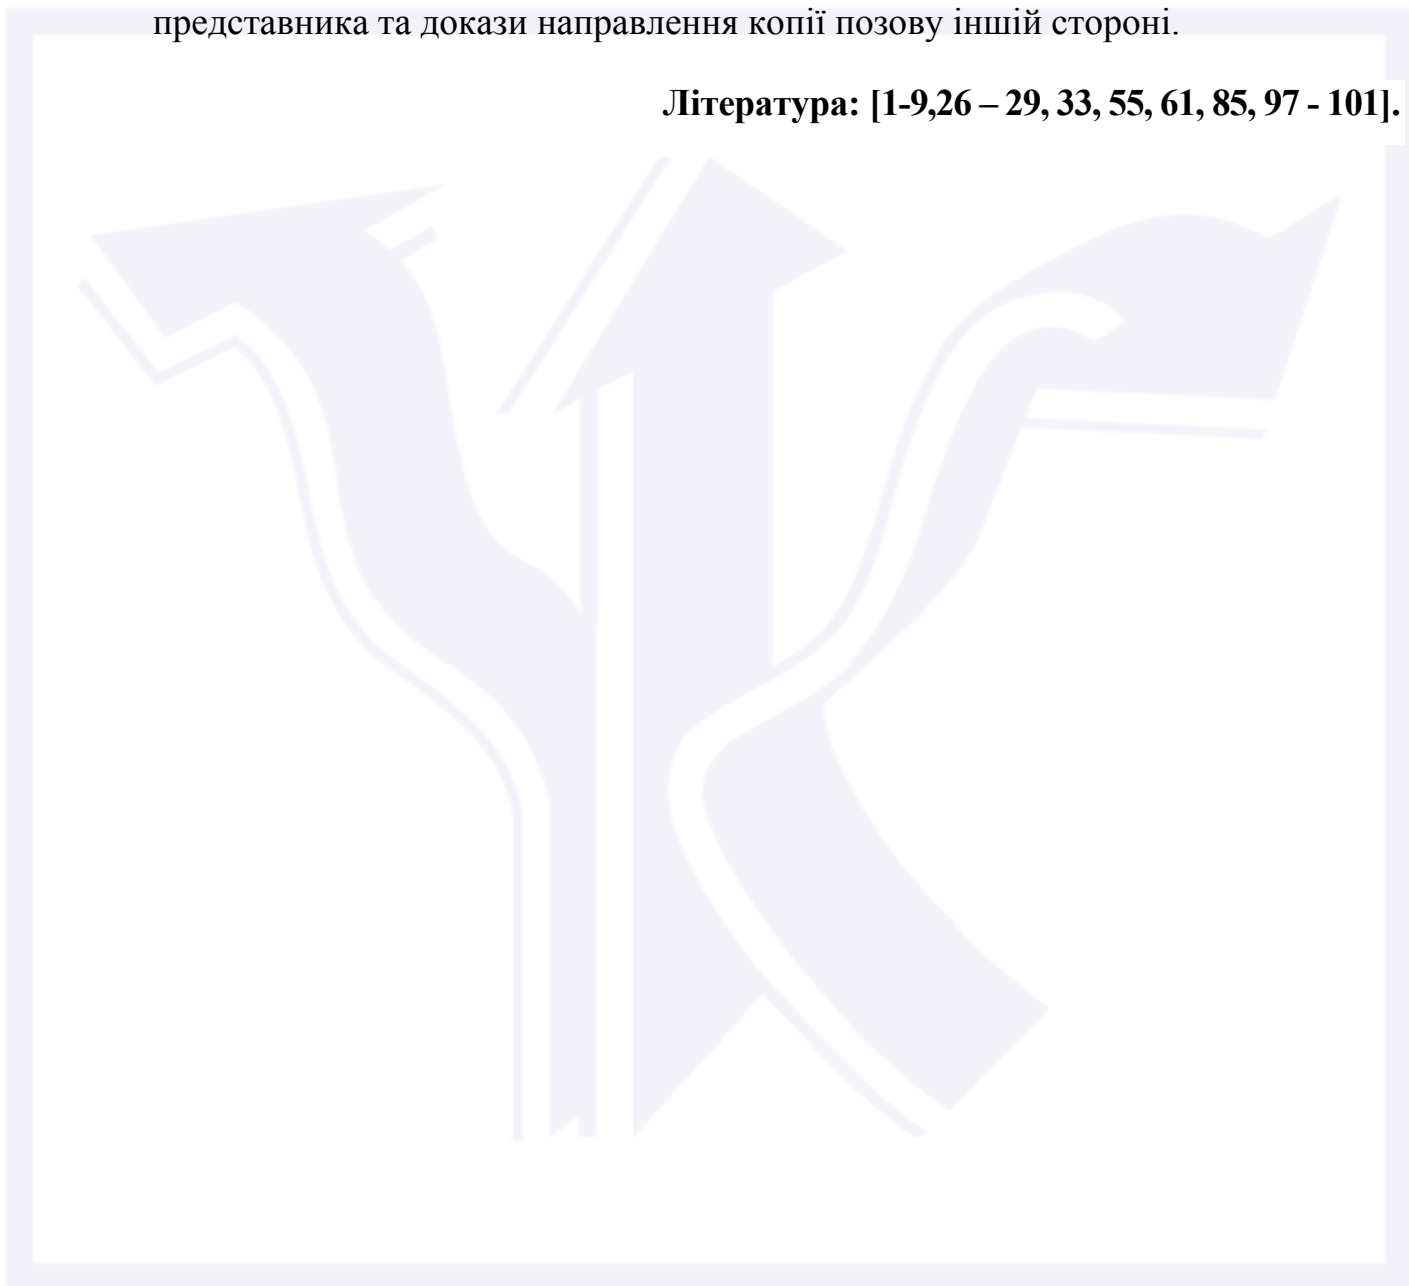 представника та докази направлення копії позову іншій стороні.
Література: [1-9,26 – 29, 33, 55, 61, 85, 97 - 101].